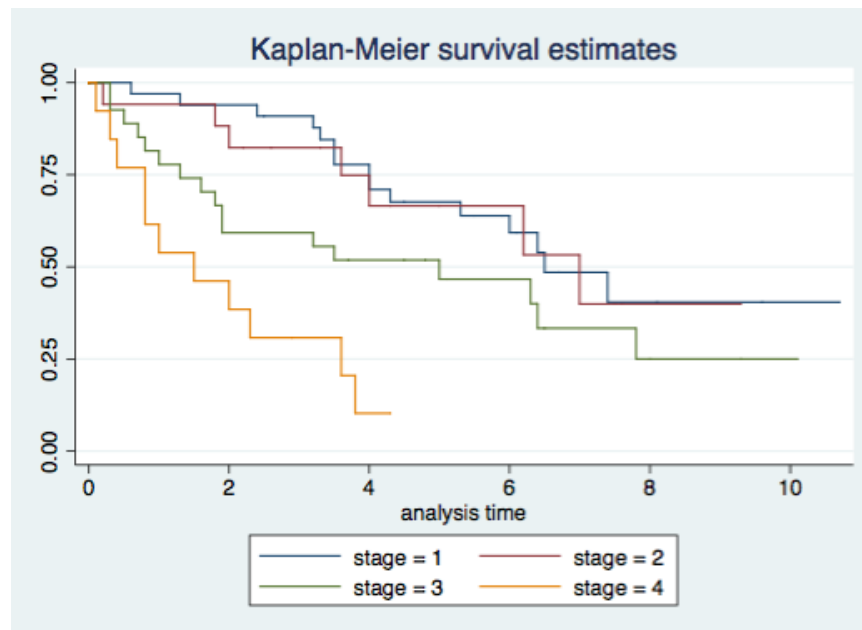 Kaplan-Meier survival estimates
1.00
0.75
0.50
0.25
0.00
0 2 4 6 8 10
analysis time
stage = 1 stage = 2
stage = 3 stage = 4